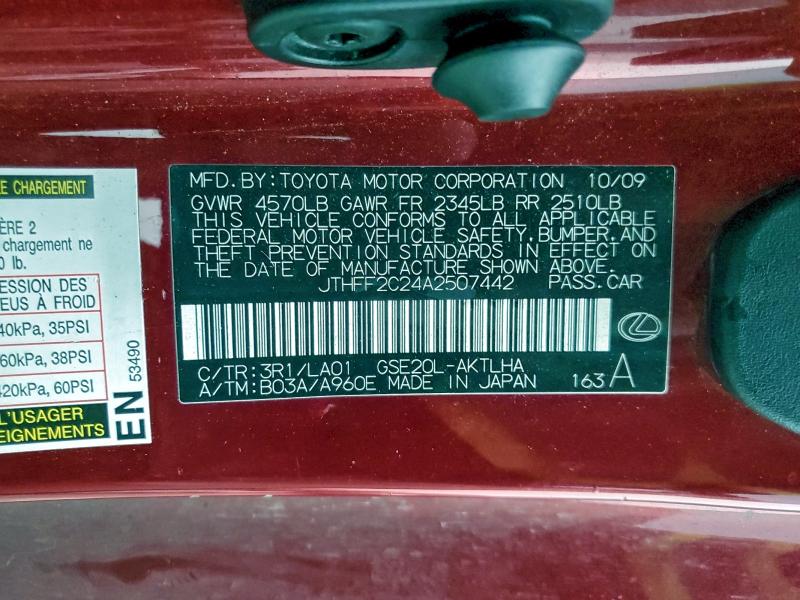 E CHARGEMENT
ÈRE 2
chargement ne
0 lb.
ESSION DES
EUS À FROID
40kPa, 35PSI
60kPa, 38PSI
420kPa, 60PSI
L'USAGER
EIGNEMENTS
EN
53490
MFD. BY: TOYOTA MOTOR CORPORATION 10/09
GVWR 4570LB GAWR FR 2345LB RR 2510LB
THIS VEHICLE CONFORMS TO ALL APPLICABLE
FEDERAL MOTOR VEHICLE SAFETY, BUMPER, AND
THEFT PREVENTION STANDARDS IN EFFECT ON
THE DATE OF MANUFACTURE SHOWN ABOVE.
JTHFF2C24A2507442 PASS. CAR
C/TR: 3R1/LA01 GSE20L-AKTLHA
A/TM: B03A/A960E MADE IN JAPAN 163 A